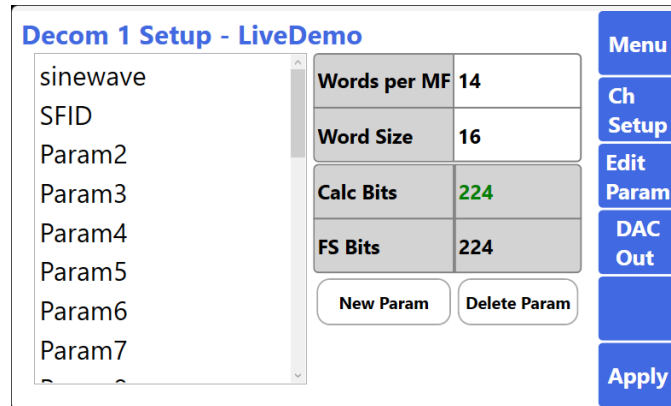 Decom 1 Setup - LiveDemo
sinewave
SFID
Param2
Param3
Param4
Param5
Param6
Param7
Words per MF 14
Word Size 16
Calc Bits 224
FS Bits 224
New Param
Delete Param
Menu
Ch
Setup
Edit
Param
DAC
Out
Apply